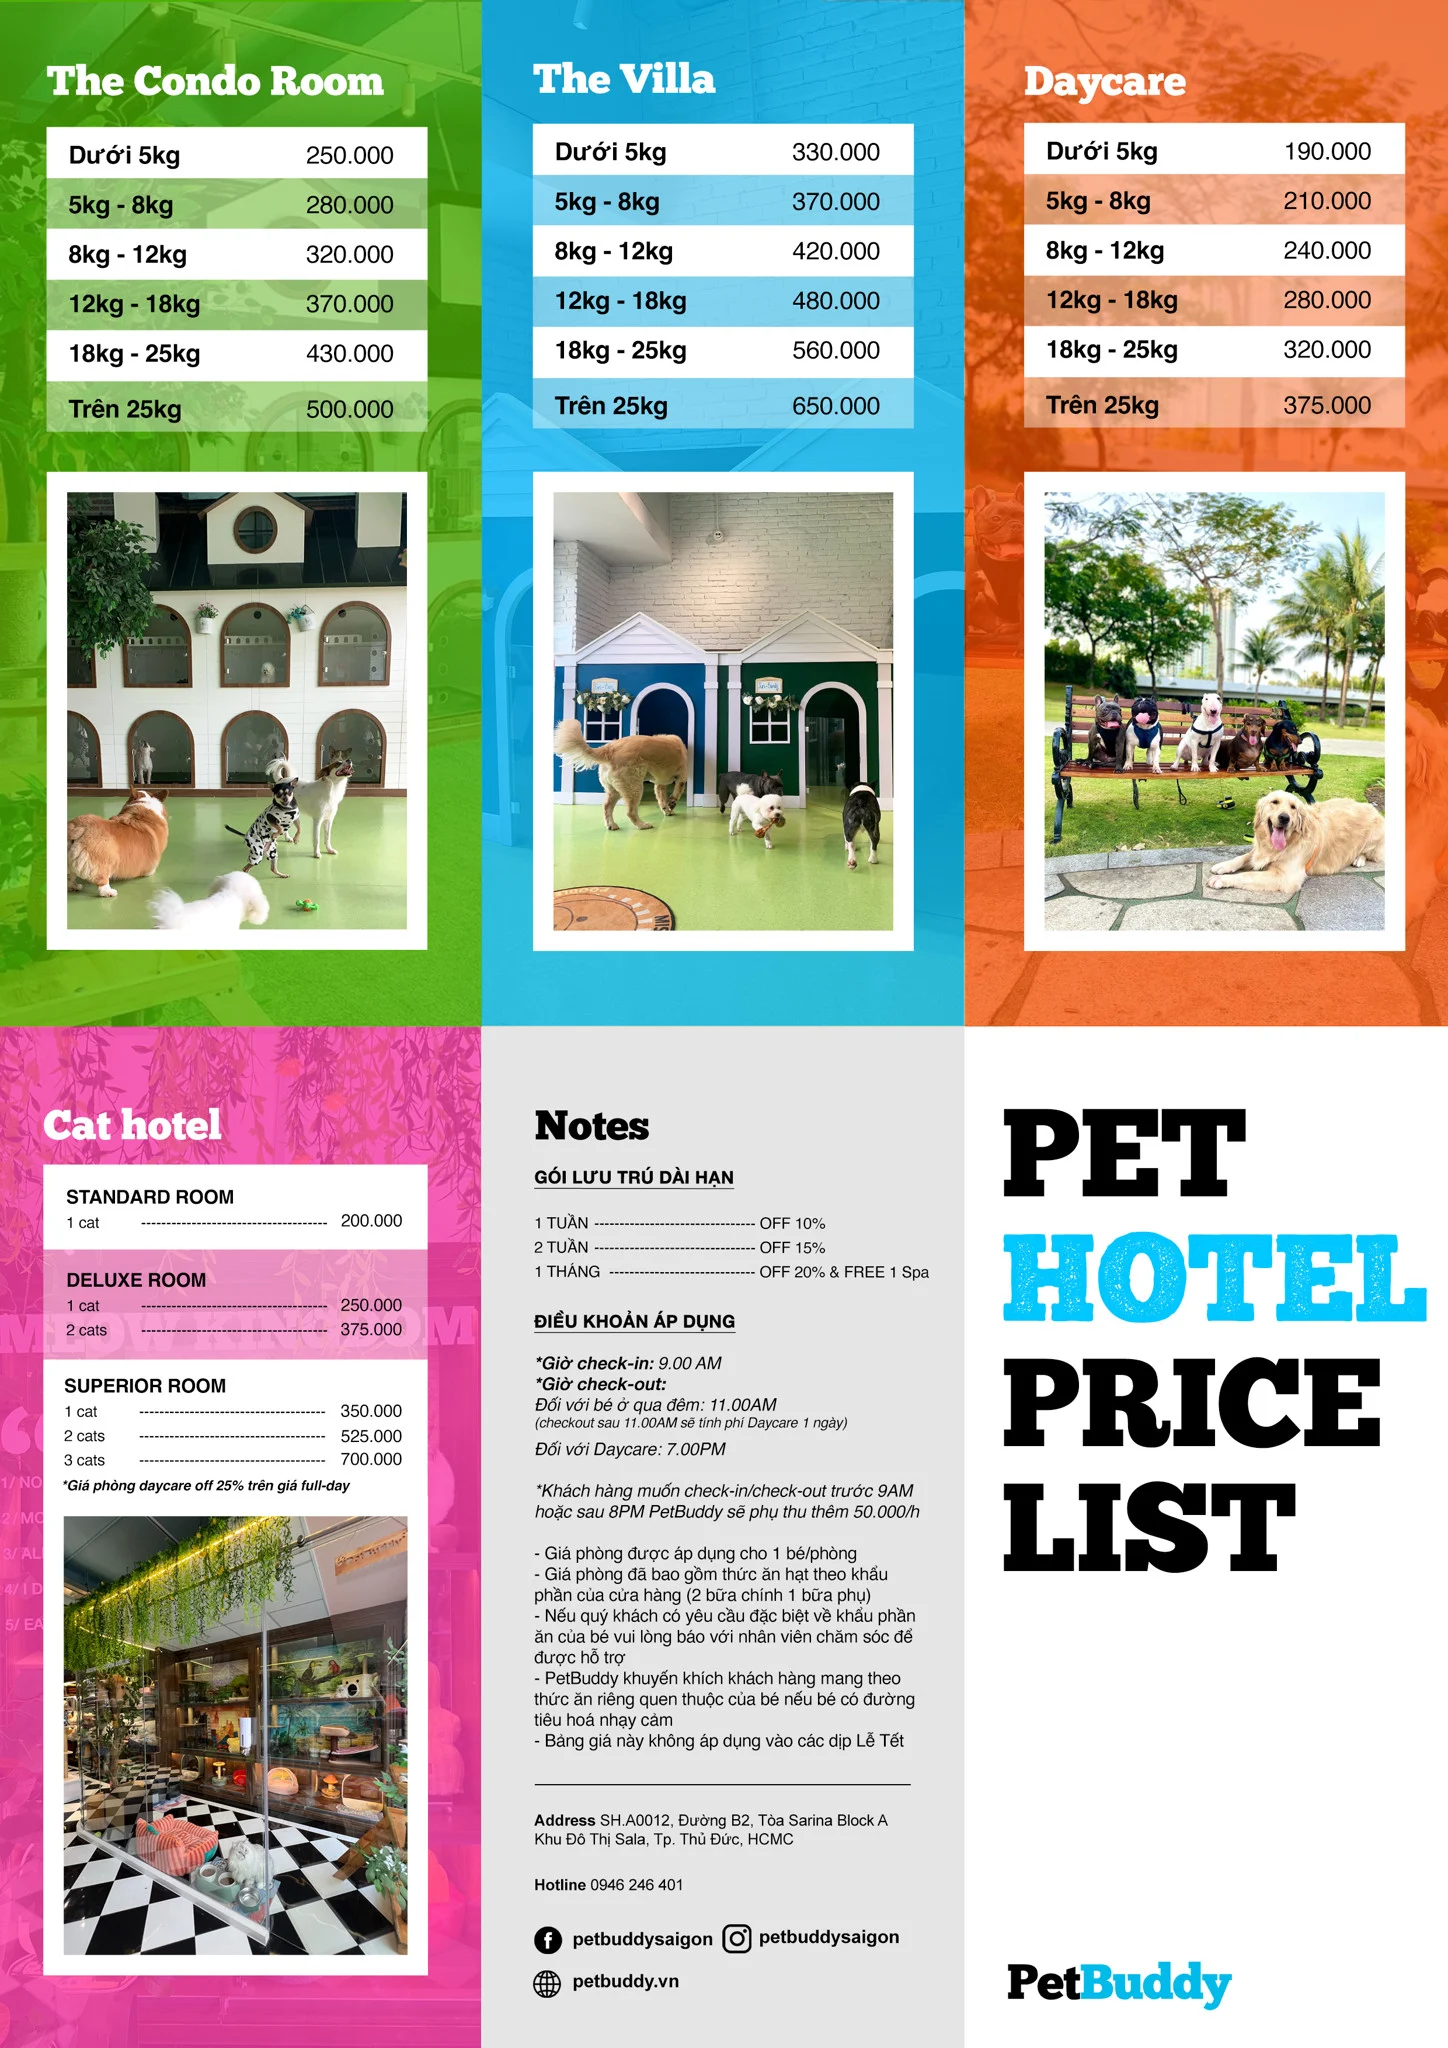 The Condo Room
Dưới 5kg 250.000
5kg - 8kg 280.000
8kg - 12kg 320.000
12kg - 18kg 370.000
18kg - 25kg 430.000
Trên 25kg 500.000
The Villa
Dưới 5kg 330.000
5kg - 8kg 370.000
8kg - 12kg 420.000
12kg - 18kg 480.000
18kg - 25kg 560.000
Trên 25kg 650.000
Daycare
Dưới 5kg 190.000
5kg - 8kg 210.000
8kg - 12kg 240.000
12kg - 18kg 280.000
18kg - 25kg 320.000
Trên 25kg 375.000
Cat hotel
STANDARD ROOM
1 cat ------------------------------------- 200.000
DELUXE ROOM
1 cat ------------------------------------- 250.000
2 cats ------------------------------------- 375.000
SUPERIOR ROOM
1 cat ------------------------------------- 350.000
2 cats ------------------------------------- 525.000
3 cats ------------------------------------- 700.000
*Giá phòng daycare off 25% trên giá full-day
Notes
GÓI LƯU TRÚ DÀI HẠN
1 TUẦN -------------------------------- OFF 10%
2 TUẦN -------------------------------- OFF 15%
1 THÁNG ----------------------------- OFF 20% & FREE 1 Spa
ĐIỀU KHOẢN ÁP DỤNG
*Giờ check-in: 9.00 AM
*Giờ check-out:
Đối với bé ở qua đêm: 11.00AM
(checkout sau 11.00AM sẽ tính phí Daycare 1 ngày)
Đối với Daycare: 7.00PM
*Khách hàng muốn check-in/check-out trước 9AM
hoặc sau 8PM PetBuddy sẽ phụ thu thêm 50.000/h
- Giá phòng được áp dụng cho 1 bé/phòng
- Giá phòng đã bao gồm thức ăn hạt theo khẩu
phần của cửa hàng (2 bữa chính 1 bữa phụ)
- Nếu quý khách có yêu cầu đặc biệt về khẩu phần
ăn của bé vui lòng báo với nhân viên chăm sóc để
được hỗ trợ
- PetBuddy khuyến khích khách hàng mang theo
thức ăn riêng quen thuộc của bé nếu bé có đường
tiêu hoá nhạy cảm
- Bảng giá này không áp dụng vào các dịp Lễ Tết
Address SH.A0012, Đường B2, Tòa Sarina Block A
Khu Đô Thị Sala, Tp. Thủ Đức, HCMC
Hotline 0946 246 401
petbuddysaigon petbuddysaigon
petbuddy.vn
PET
HOTEL
PRICE
LIST
PetBuddy